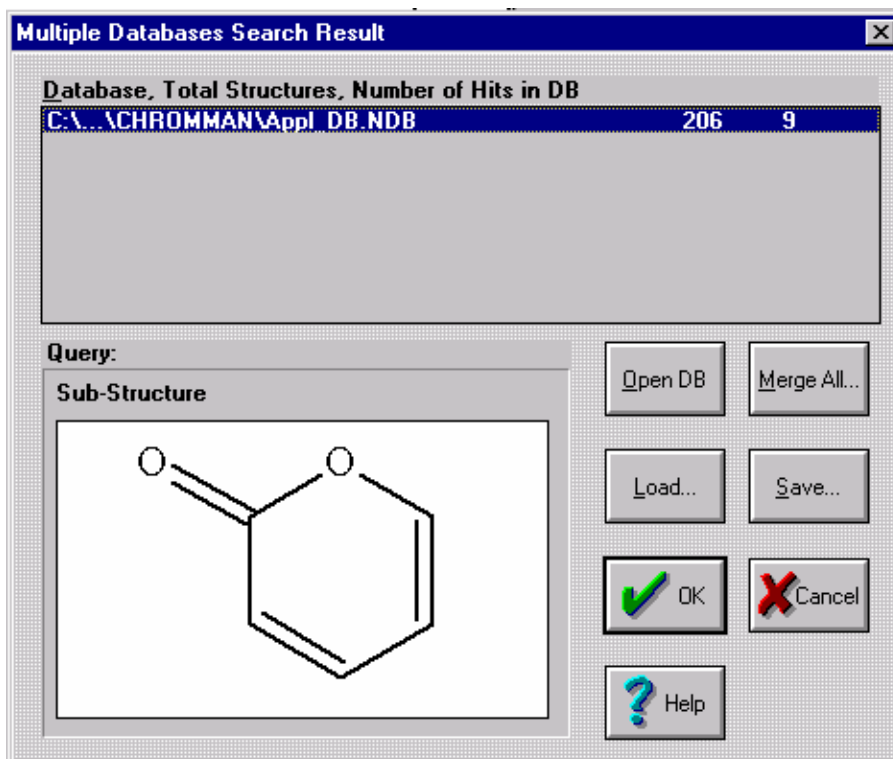 Multiple Databases Search Result
Database, Total Structures, Number of Hits in DB
C:\...\CHROMMAN\Appl_DB.NDB 206 9
Query:
Sub-Structure
O O
Open DB Merge All...
Load... Save...
OK Cancel
Help